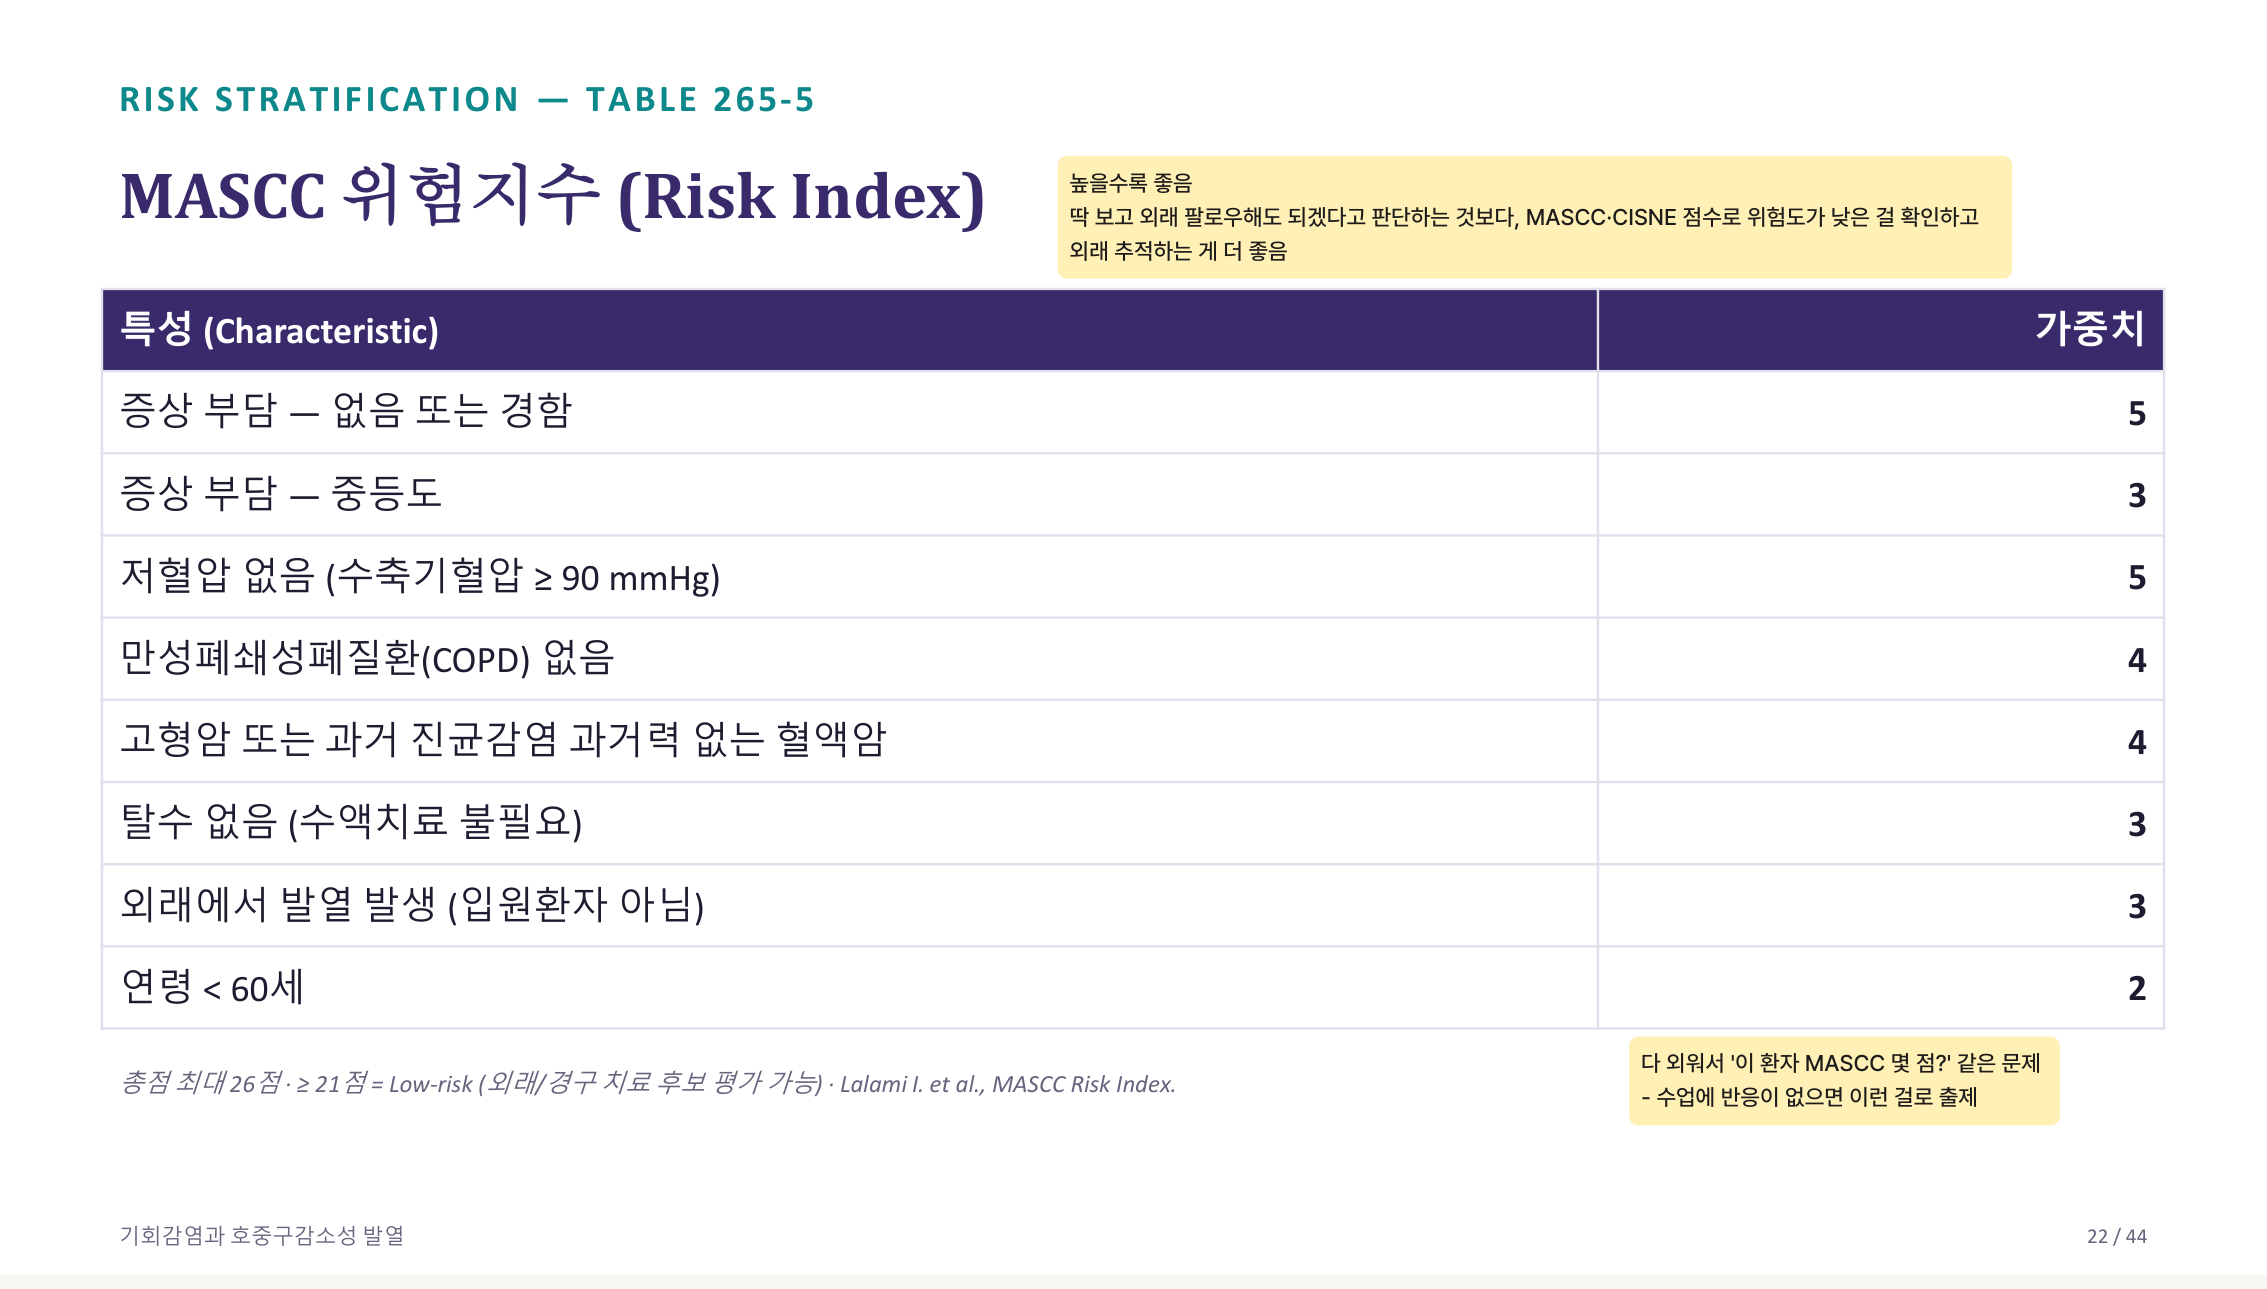 RISK STRATIFICATION — TABLE 265-5
MASCC 위험지수 (Risk Index)
높을수록 좋음
딱 보고 외래 팔로우해도 되겠다고 판단하는 것보다, MASCC·CISNE 점수로 위험도가 낮은 걸 확인하고
외래 추적하는 게 더 좋음
특성 (Characteristic) 가중치
증상 부담 — 없음 또는 경함 5
증상 부담 — 중등도 3
저혈압 없음 (수축기혈압 ≥ 90 mmHg) 5
만성폐쇄성폐질환(COPD) 없음 4
고형암 또는 과거 진균감염 과거력 없는 혈액암 4
탈수 없음 (수액치료 불필요) 3
외래에서 발열 발생 (입원환자 아님) 3
연령 < 60세 2
총점 최대 26점 · ≥ 21점 = Low-risk (외래/경구 치료 후보 평가 가능) · Lalami I. et al., MASCC Risk Index.
다 외워서 '이 환자 MASCC 몇 점?' 같은 문제
- 수업에 반응이 없으면 이런 걸로 출제
기회감염과 호중구감소성 발열
22 / 44